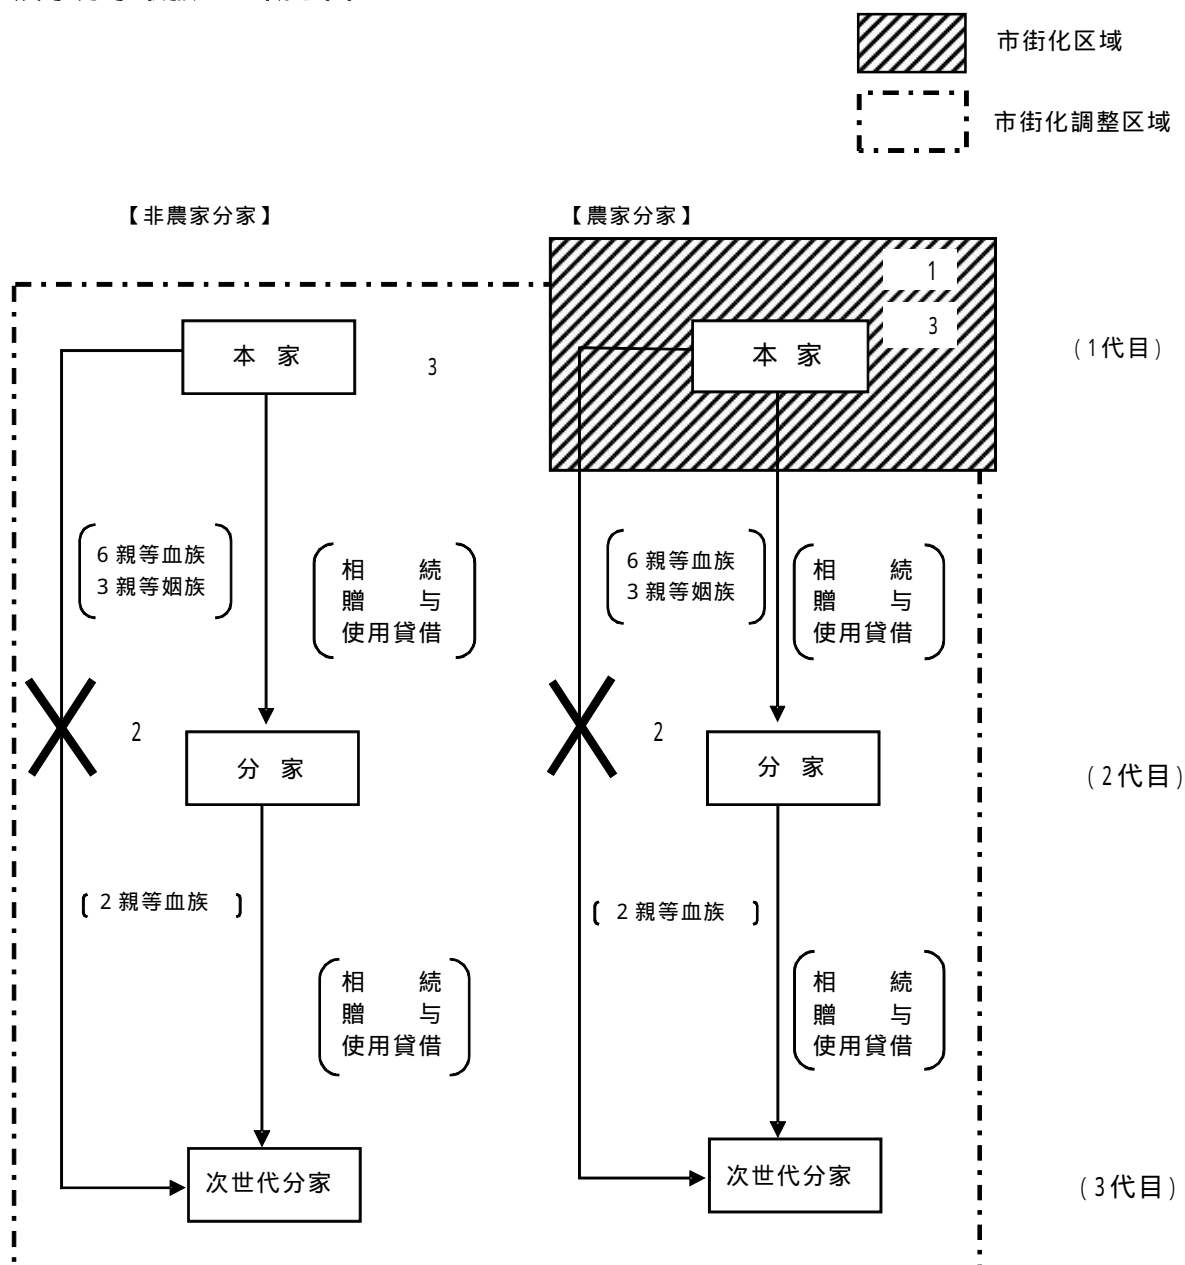 市街化区域
市街化調整区域
【非農家分家】
【農家分家】
1
3
本 家
3
本 家
(1代目)
6親等血族
3親等姻族
相 続
贈 与
使用貸借
6親等血族
3親等姻族
相 続
贈 与
使用貸借
2
分 家
2
分 家
(2代目)
2親等血族
2親等血族
相 続
贈 与
使用貸借
相 続
贈 与
使用貸借
次世代分家
次世代分家
(3代目)